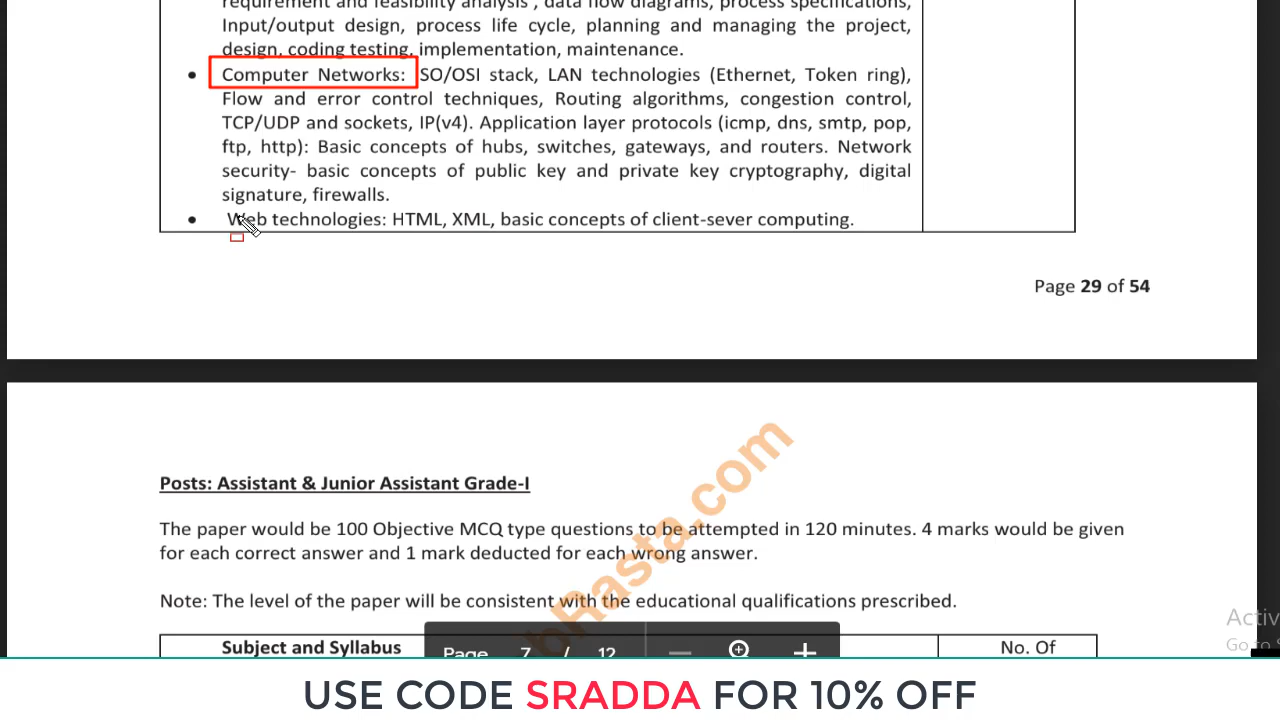 requirement and feasibility analysis , data flow diagrams, process specifications,
Input/output design, process life cycle, planning and managing the project,
design, coding testing, implementation, maintenance.
• Computer Networks: SO/OSI stack, LAN technologies (Ethernet, Token ring),
Flow and error control techniques, Routing algorithms, congestion control,
TCP/UDP and sockets, IP(v4). Application layer protocols (icmp, dns, smtp, pop,
ftp, http): Basic concepts of hubs, switches, gateways, and routers. Network
security- basic concepts of public key and private key cryptography, digital
signature, firewalls.
• Web technologies: HTML, XML, basic concepts of client-sever computing.
Page 29 of 54
Posts: Assistant & Junior Assistant Grade-I
The paper would be 100 Objective MCQ type questions to be attempted in 120 minutes. 4 marks would be given
for each correct answer and 1 mark deducted for each wrong answer.
Note: The level of the paper will be consistent with the educational qualifications prescribed.
bRasta.com
Subject and Syllabus
No. Of
Page 7 / 12
Activ
Go to S
USE CODE SRADDA FOR 10% OFF